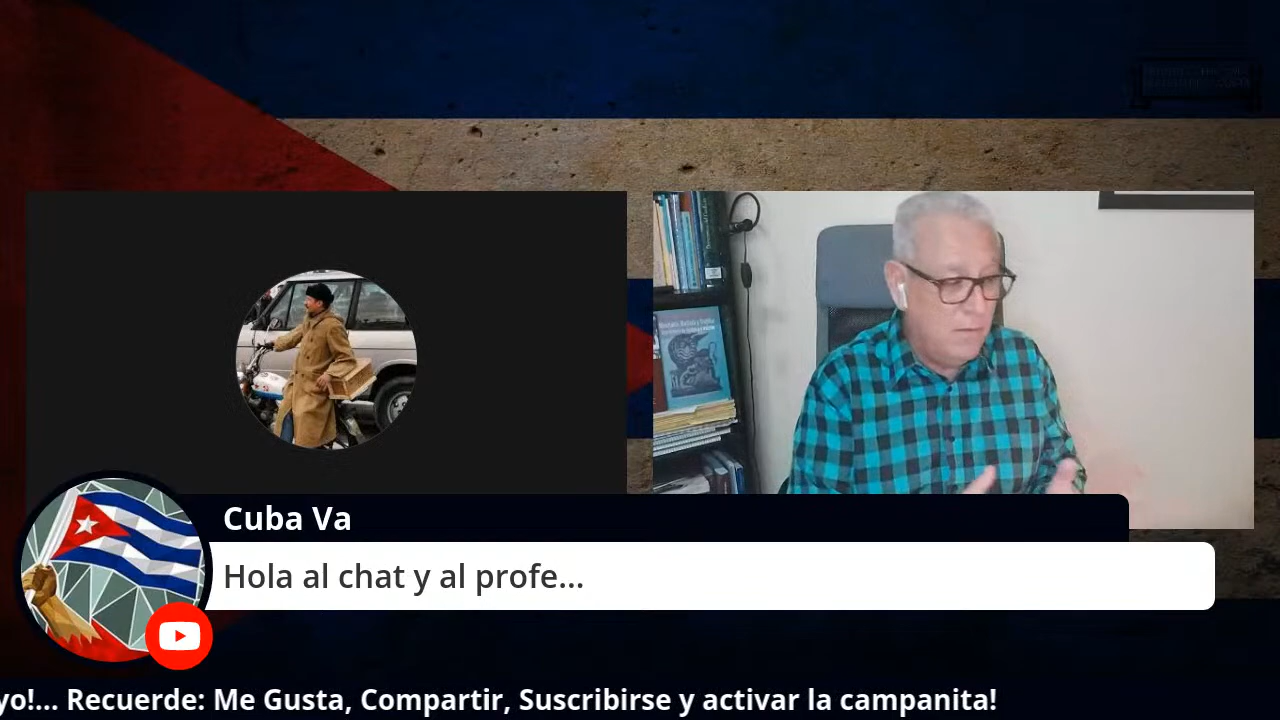 Cuba Va
Hola al chat y al profe...
yo!... Recuerde: Me Gusta, Compartir, Suscribirse y activar la campanita!